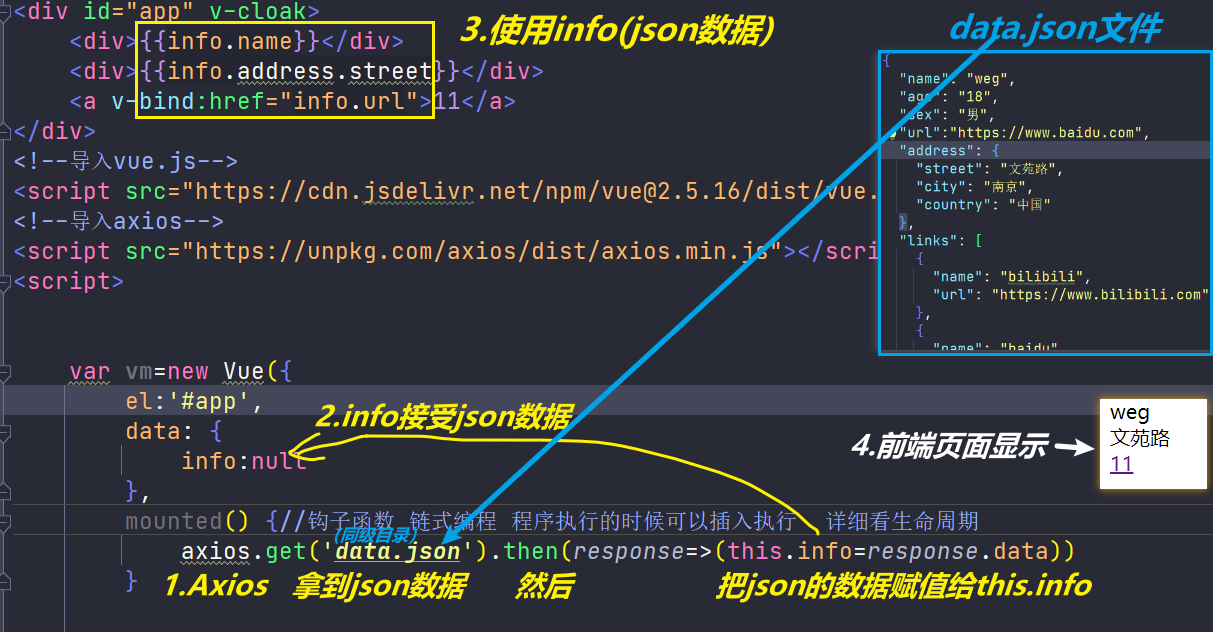 <div id="app" v-cloak>
<div>{{info.name}}</div>
<div>{{info.address.street}}</div>
<a v-bind:href="info.url">11</a>
</div>
<!--导入vue.js-->
<script src="https://cdn.jsdelivr.net/npm/vue@2.5.16/dist/vue.
<!--导入axios-->
<script src="https://unpkg.com/axios/dist/axios.min.js"></scri
<script>
3.使用info(json数据)
data.json文件
{
"name": "weg",
"age": "18",
"sex": "男",
"url":"https://www.baidu.com",
"address": {
"street": "文苑路",
"city": "南京",
"country": "中国"
},
"links": [
{
"name": "bilibili",
"url": "https://www.bilibili.com"
},
{
"name": "baidu"
var vm=new Vue({
el:'#app',
2.info接受json数据
data: {
info:null
},
4.前端页面显示
weg
文苑路
11
mounted() {//钩子函数 链式编程 程序执行的时候可以插入执行 详细看生命周期
(同级目录)
axios.get('data.json').then(response=>(this.info=response.data))
}
1.Axios 拿到json数据 然后 把json的数据赋值给this.info